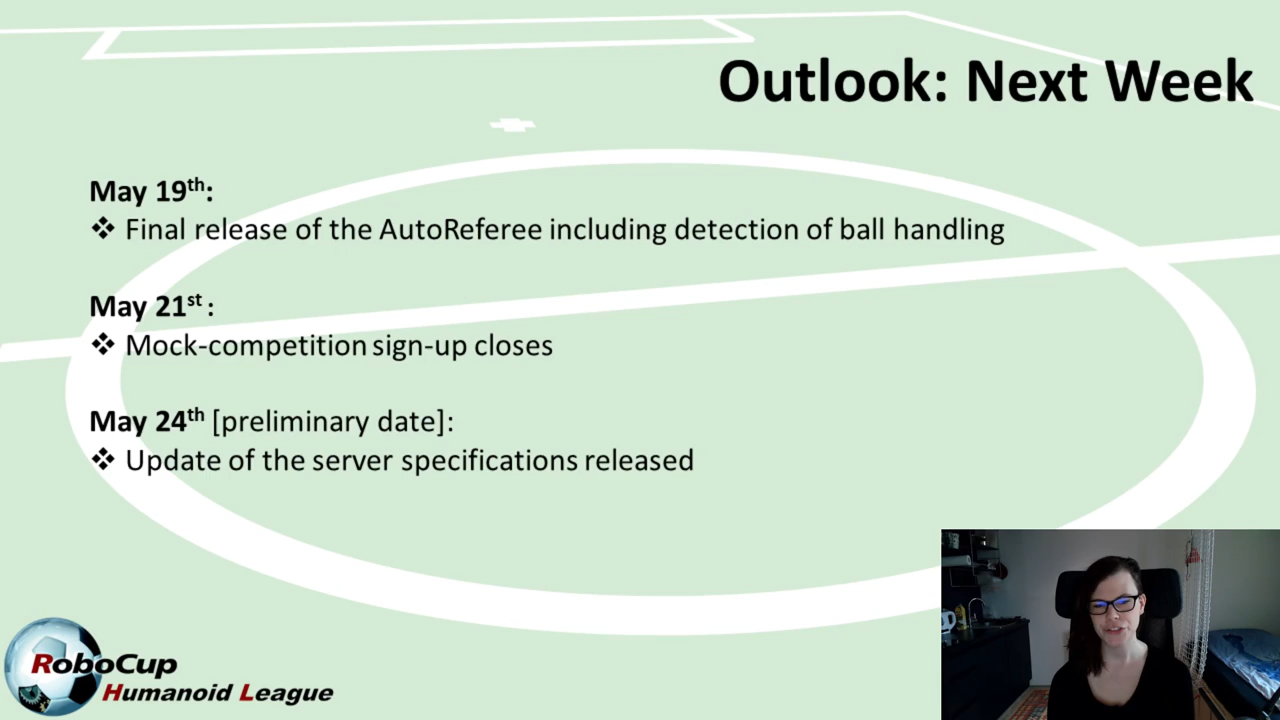 Outlook: Next Week
May 19th:
❖ Final release of the AutoReferee including detection of ball handling
May 21st :
❖ Mock-competition sign-up closes
May 24th [preliminary date]:
❖ Update of the server specifications released
RoboCup
Humanoid League